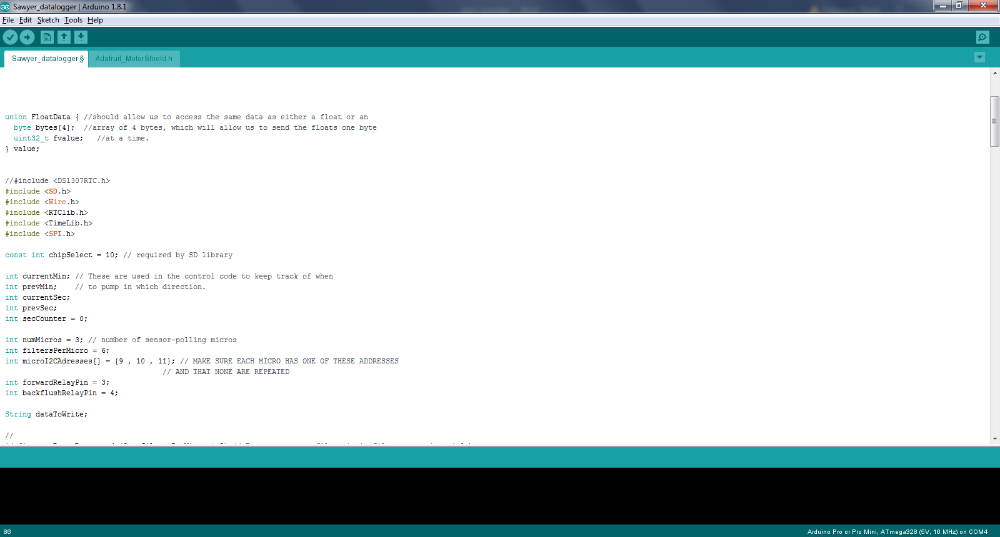 Sawyer_datalogger | Arduino 1.8.1
File Edit Sketch Tools Help
Sawyer_datalogger § Adafruit_MotorShield.h
union FloatData { //should allow us to access the same data as either a float or an
byte bytes[4]; //array of 4 bytes, which will allow us to send the floats one byte
uint32_t fvalue; //at a time.
} value;
//#include <DS1307RTC.h>
#include <SD.h>
#include <Wire.h>
#include <RTClib.h>
#include <TimeLib.h>
#include <SPI.h>
const int chipSelect = 10; // required by SD library
int currentMin; // These are used in the control code to keep track of when
int prevMin; // to pump in which direction.
int currentSec;
int prevSec;
int secCounter = 0;
int numMicros = 3; // number of sensor-polling micros
int filtersPerMicro = 6;
int microI2CAdresses[] = {9 , 10 , 11}; // MAKE SURE EACH MICRO HAS ONE OF THESE ADDRESSES
// AND THAT NONE ARE REPEATED
int forwardRelayPin = 3;
int backflushRelayPin = 4;
String dataToWrite;
//
86 Arduino Pro or Pro Mini, ATmega328 (5V, 16 MHz) on COM4